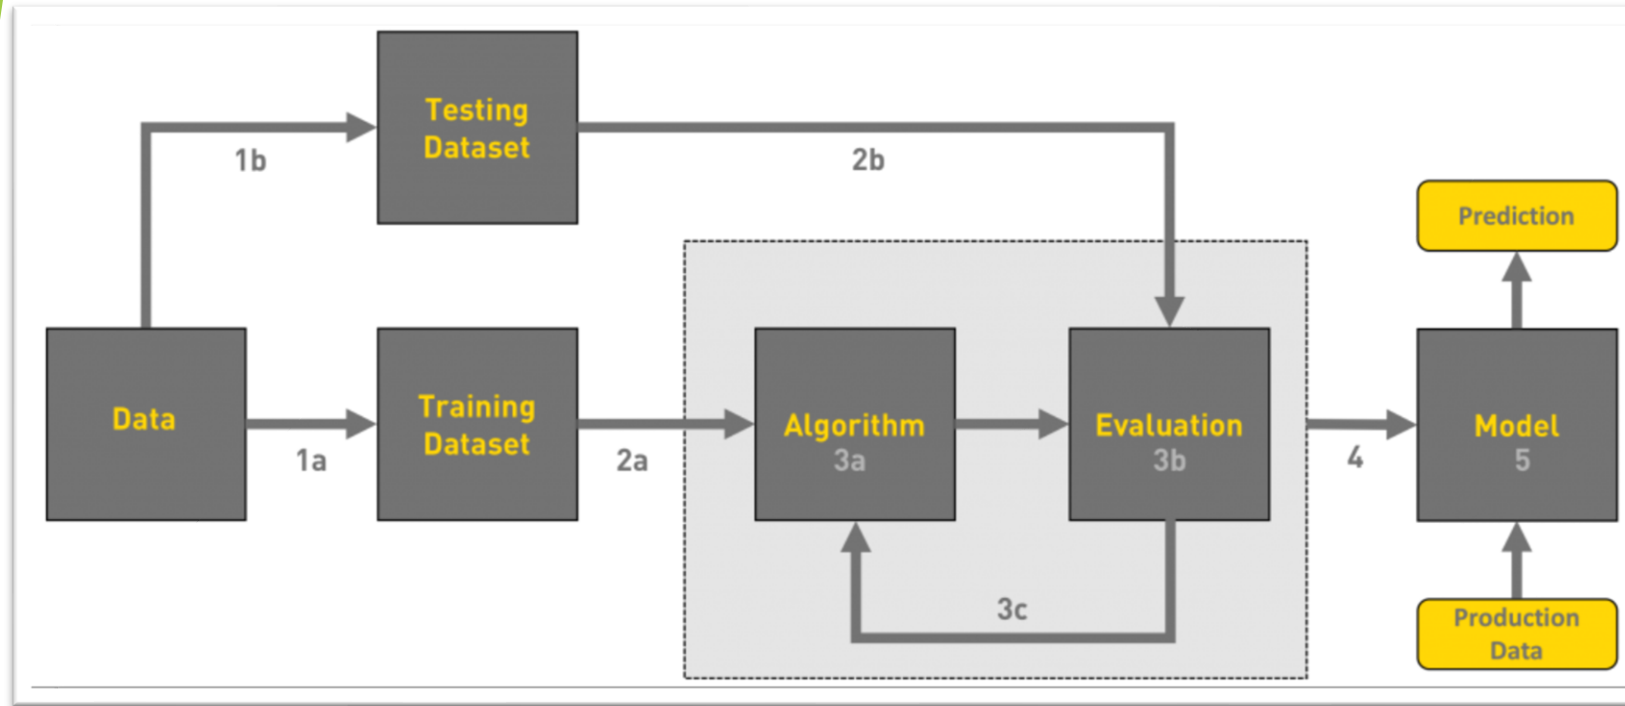 Testing
Dataset
1b
2b
Prediction
Data
1a
Training
Dataset
2a
Algorithm
3a
Evaluation
3b
4
Model
5
3c
Production
Data